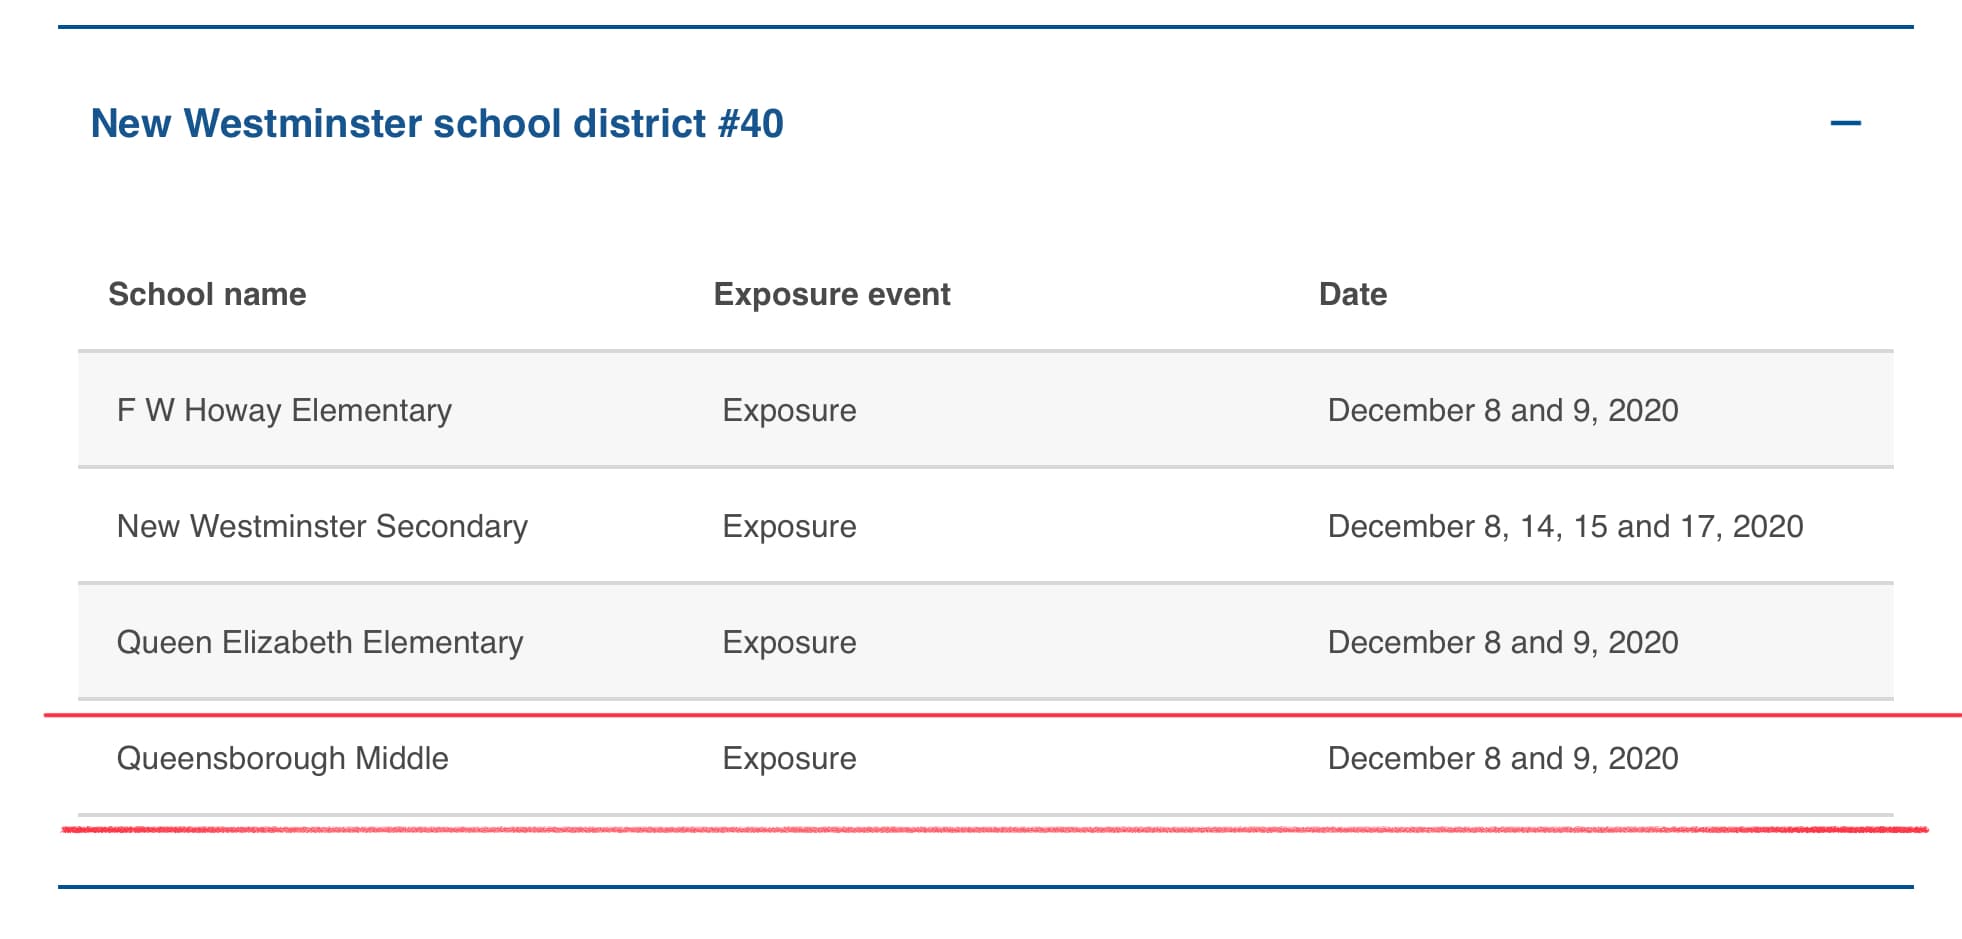 New Westminster school district #40
School name Exposure event Date
F W Howay Elementary Exposure December 8 and 9, 2020
New Westminster Secondary Exposure December 8, 14, 15 and 17, 2020
Queen Elizabeth Elementary Exposure December 8 and 9, 2020
Queensborough Middle Exposure December 8 and 9, 2020